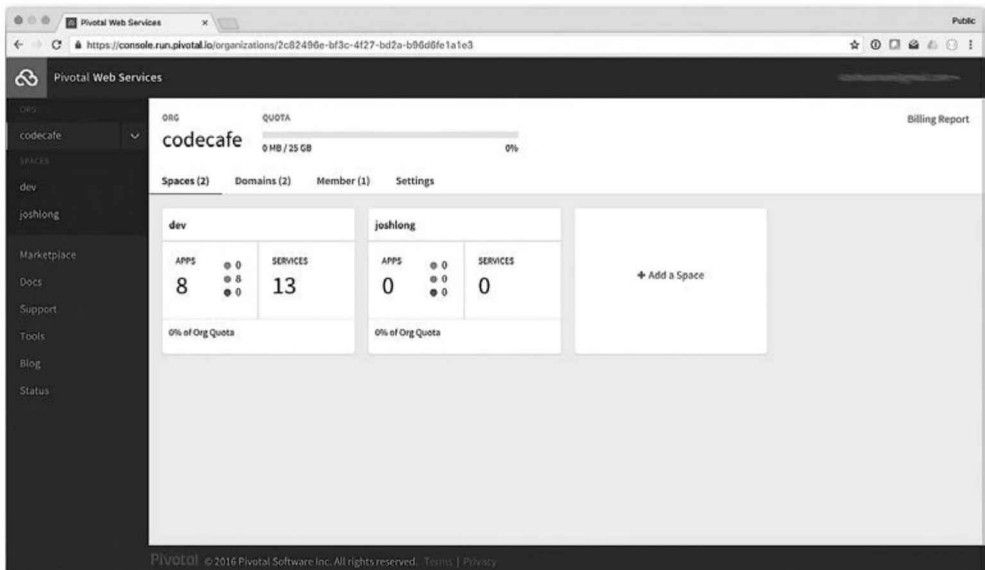 Pivotal Web Services
Public
https://console.run.pivotal.io/organizations/2c82496e-bf3c-4f27-bd2a-b96d6fe1a1e3
Pivotal Web Services
ORG
codecafe
SPACES
dev
joshlong
Marketplace
Docs
Support
Tools
Blog
Status
ORG
codecafe
QUOTA
0 MB / 25 GB
0%
Billing Report
Spaces (2) Domains (2) Member (1) Settings
dev
APPS
8
0
8
0
SERVICES
13
0% of Org Quota
joshlong
APPS
0
0
0
0
SERVICES
0
0% of Org Quota
+ Add a Space
Pivotal © 2016 Pivotal Software Inc. All rights reserved. Terms | Privacy